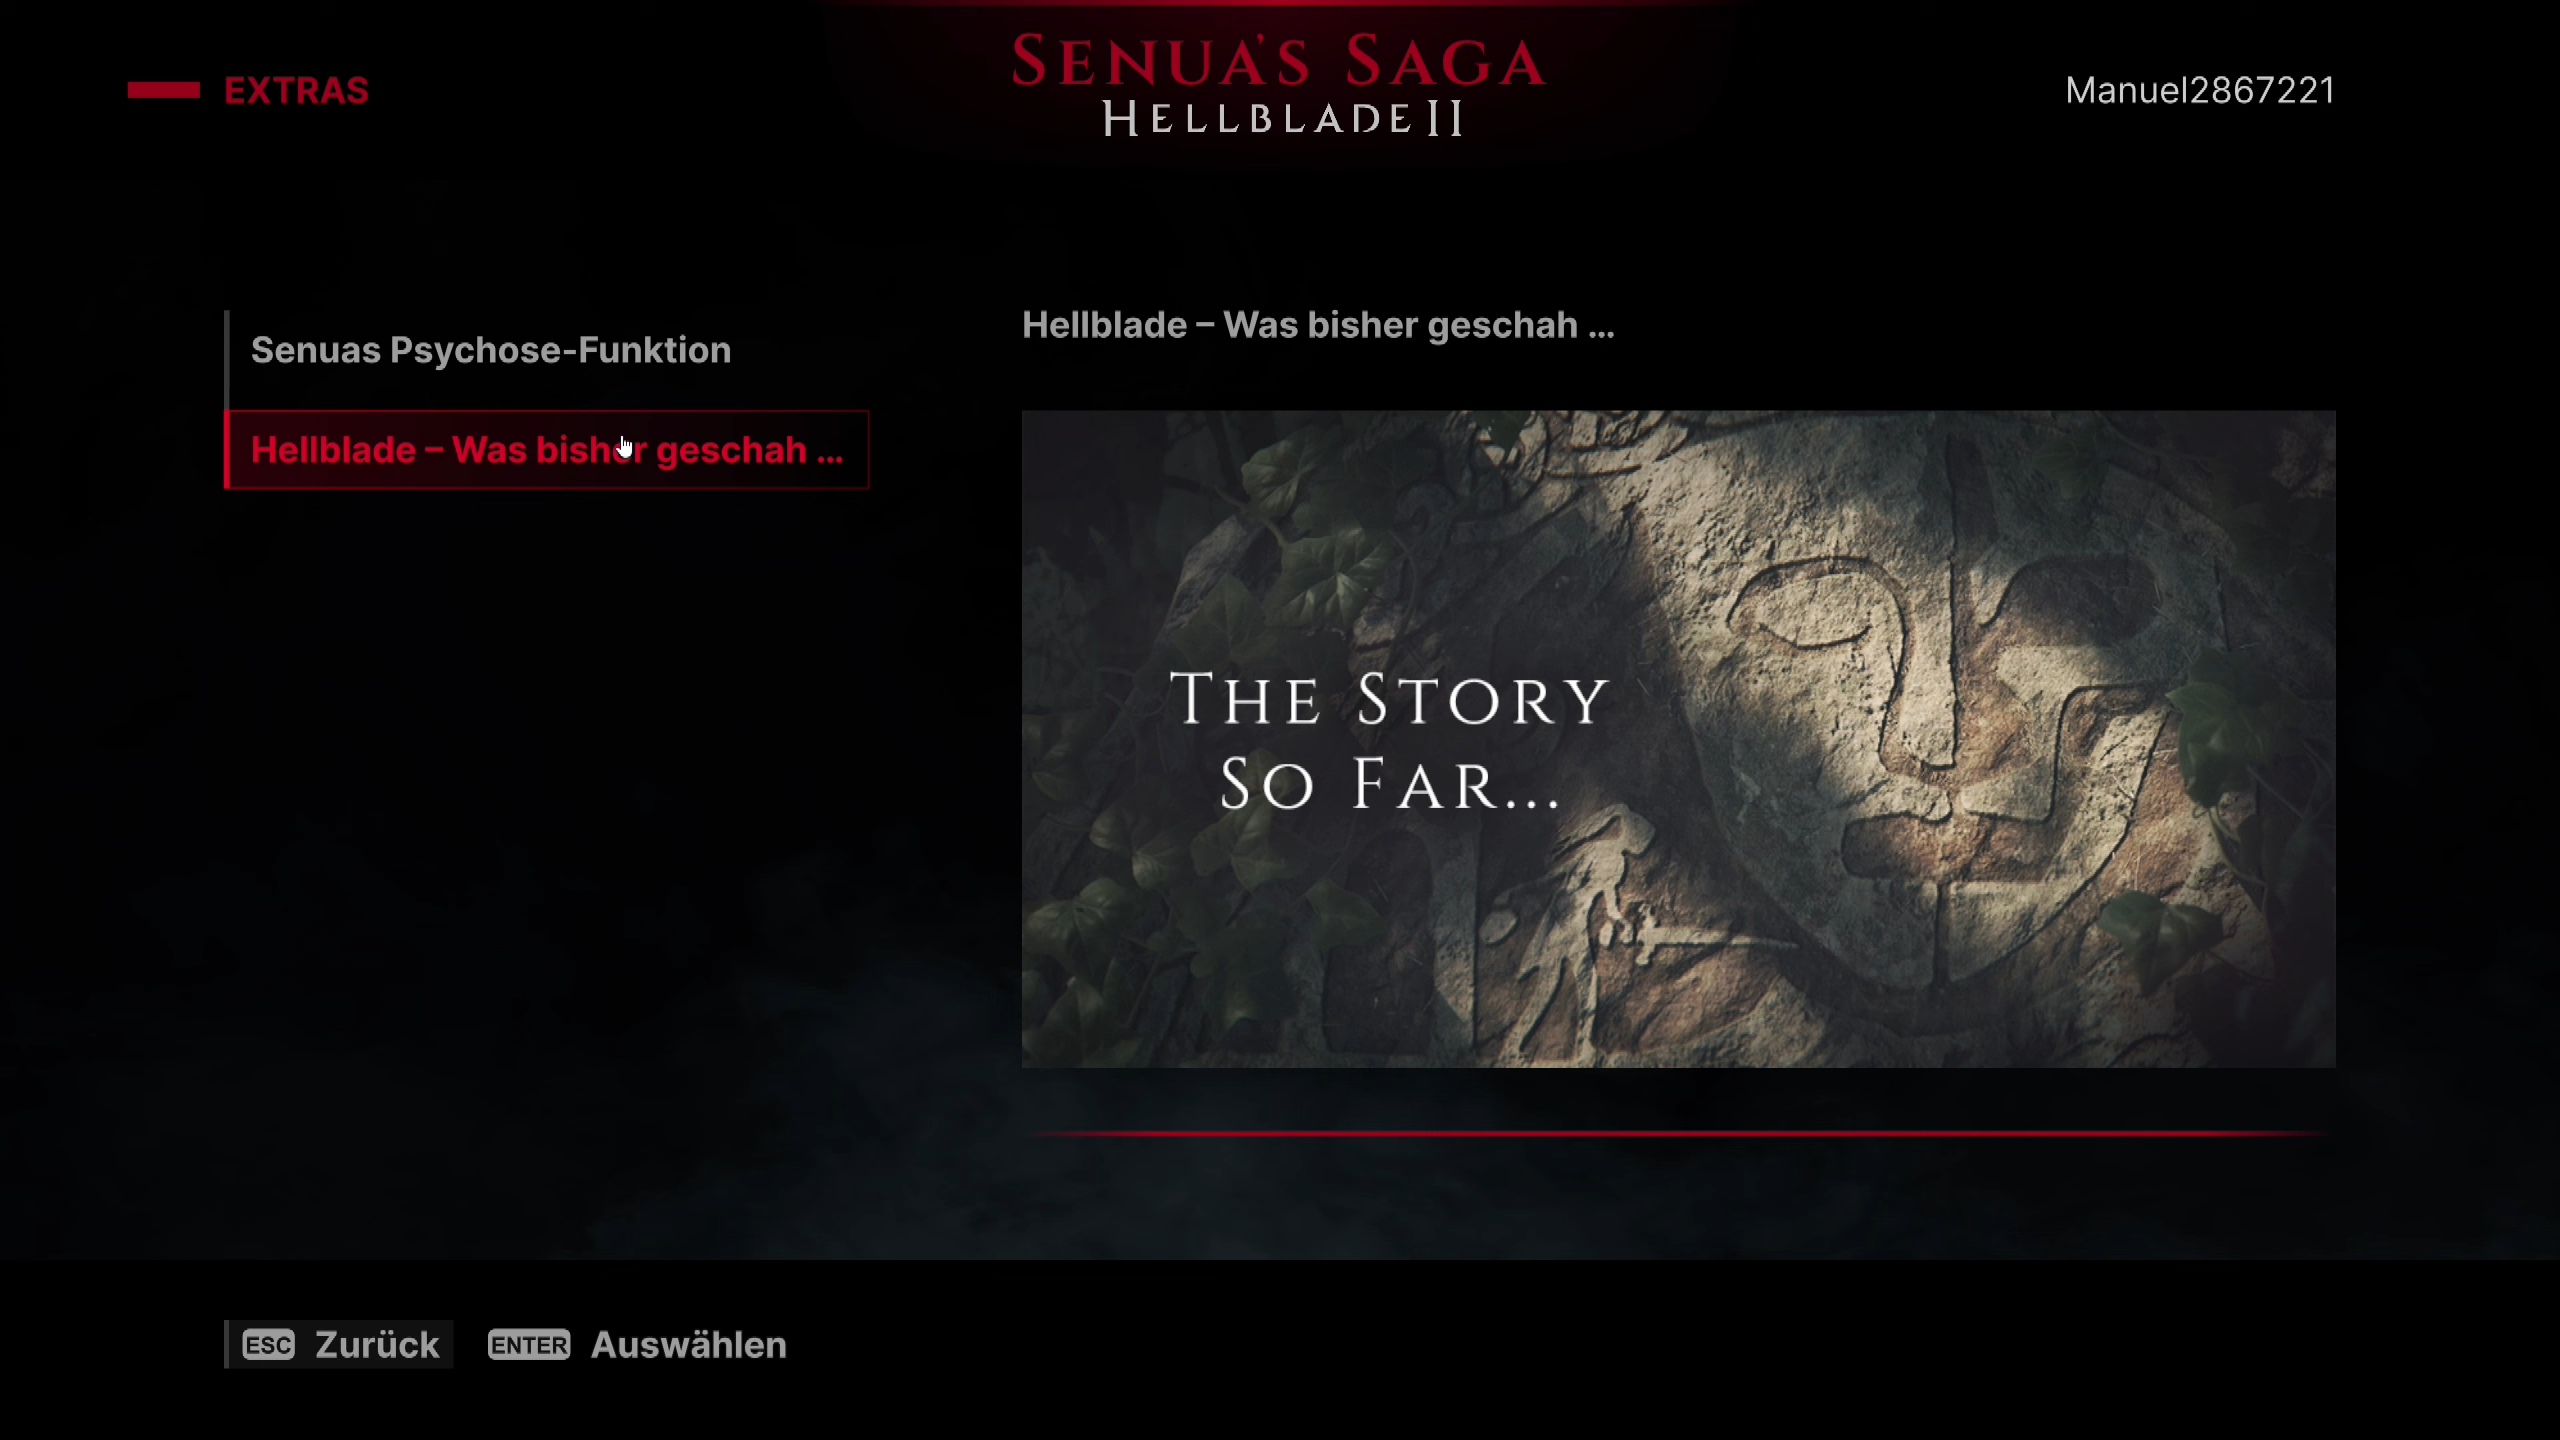 EXTRAS
SENUA'S SAGA
HELLBLADE II
Manuel2867221
Senuas Psychose-Funktion
Hellblade – Was bisher geschah ...
Hellblade – Was bisher geschah ...
THE STORY
SO FAR...
ESC Zurück
ENTER Auswählen